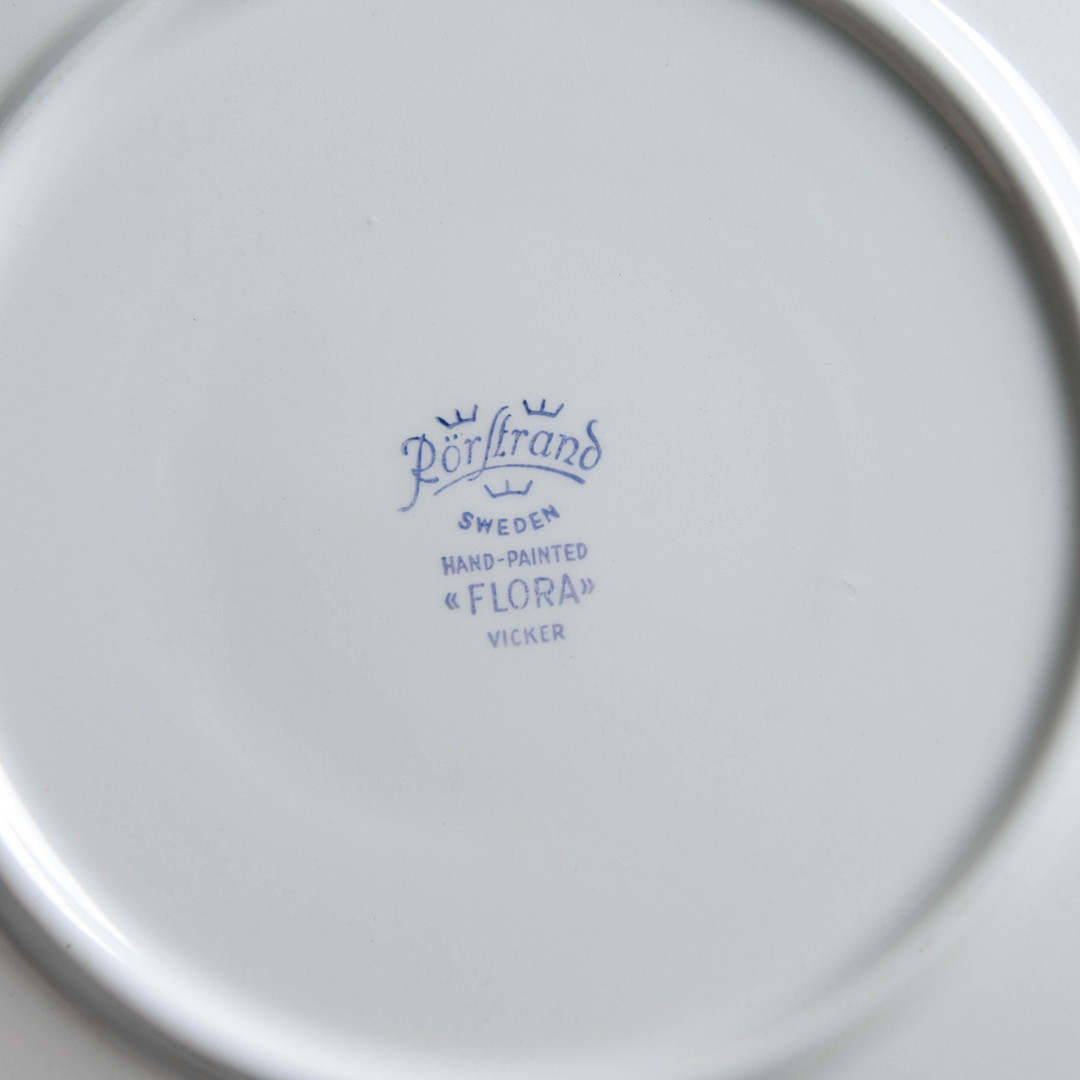 Rörstrand
SWEDEN
HAND-PAINTED
«FLORA»
VICKER